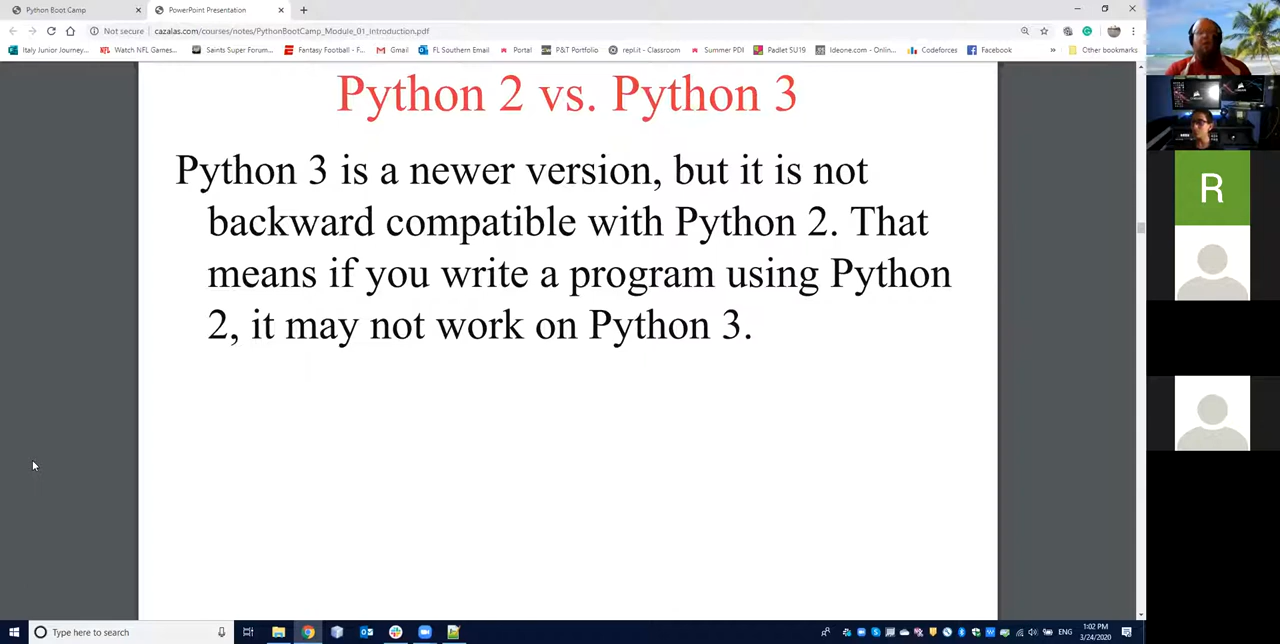 Python Boot Camp
PowerPoint Presentation
Not secure
cazalas.com/courses/notes/PythonBootCamp_Module_01_Introduction.pdf
Italy Junior Journey...
Watch NFL Games...
Saints Super Forum...
Fantasy Football - F...
Gmail
FL Southern Email
Portal
P&T Portfolio
repl.it - Classroom
Summer PDI
Padlet SU19
Ideone.com - Onlin...
Codeforces
Facebook
»
Other bookmarks
Python 2 vs. Python 3
Python 3 is a newer version, but it is not
backward compatible with Python 2. That
means if you write a program using Python
2, it may not work on Python 3.
R
Type here to search
ENG
1:02 PM
3/24/2020